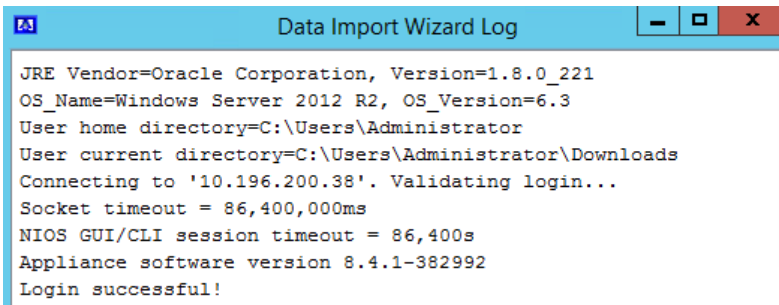 Data Import Wizard Log
JRE Vendor=Oracle Corporation, Version=1.8.0_221
OS_Name=Windows Server 2012 R2, OS_Version=6.3
User home directory=C:\Users\Administrator
User current directory=C:\Users\Administrator\Downloads
Connecting to '10.196.200.38'. Validating login...
Socket timeout = 86,400,000ms
NIOS GUI/CLI session timeout = 86,400s
Appliance software version 8.4.1-382992
Login successful!